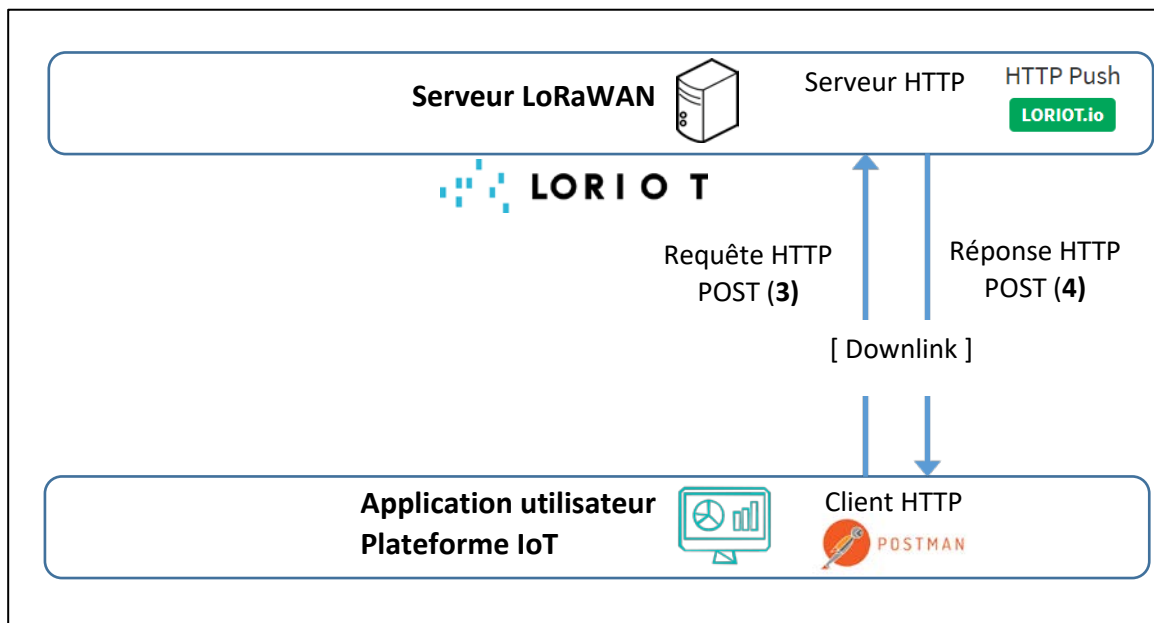 Serveur LoRaWAN
Serveur HTTP
HTTP Push
LORIOT.io
LORIOT
Requête HTTP
POST (3)
Réponse HTTP
POST (4)
[ Downlink ]
Application utilisateur
Plateforme IoT
Client HTTP
POSTMAN